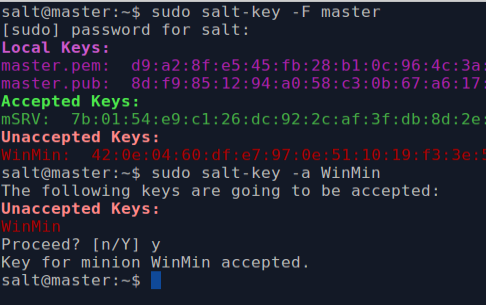 salt@master:~$ sudo salt-key -F master
[sudo] password for salt:
Local Keys:
master.pem:  d9:a2:8f:e5:45:fb:28:b1:0c:96:4c:3a:
master.pub:  8d:f9:85:12:94:a0:58:c3:0b:67:a6:17:
Accepted Keys:
mSRV:  7b:01:54:e9:c1:26:dc:92:2c:af:3f:db:8d:2e:
Unaccepted Keys:
WinMin:  42:0e:04:60:df:e7:97:0e:51:10:19:f3:3e:5
salt@master:~$ sudo salt-key -a WinMin
The following keys are going to be accepted:
Unaccepted Keys:
WinMin
Proceed? [n/Y] y
Key for minion WinMin accepted.
salt@master:~$